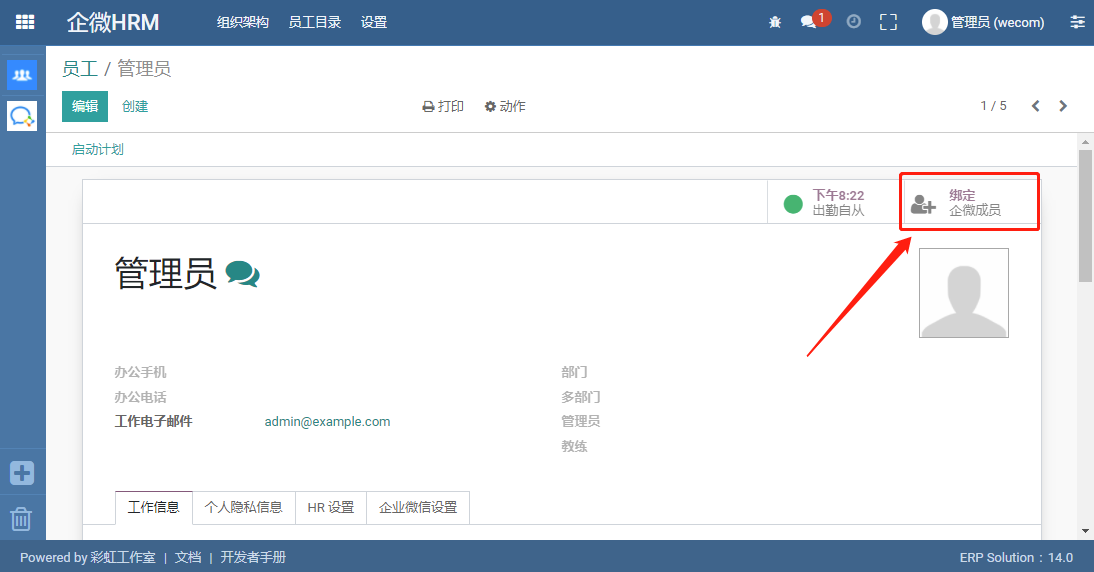 企微HRM 组织架构 员工目录 设置 1 管理员 (wecom)
员工 / 管理员
编辑 创建 打印 动作 1 / 5
启动计划
下午8:22 绑定
出勤自从 企微成员
管理员
办公手机 部门
办公电话 多部门
工作电子邮件 admin@example.com 管理员
教练
工作信息 个人隐私信息 HR 设置 企业微信设置
Powered by 彩虹工作室 | 文档 | 开发者手册 ERP Solution : 14.0